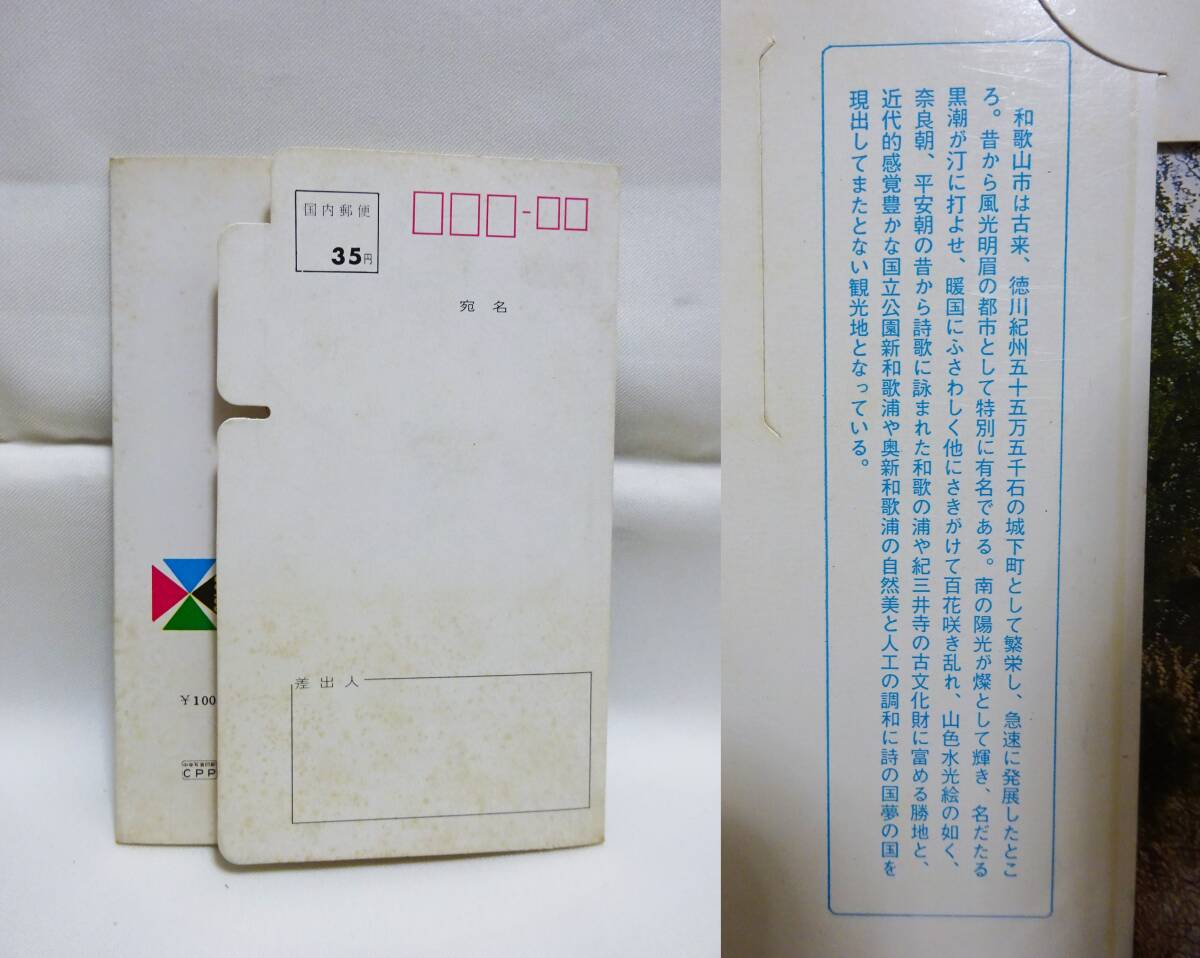 国内郵便
35円
宛名
差出人
¥100
CPP
和歌山市は古来、徳川紀州五十五万五千石の城下町として繁栄し、急速に発展したとこ
ろ。昔から風光明眉の都市として特別に有名である。南の陽光が燦として輝き、名だたる
黒潮が汀に打よせ、暖国にふさわしく他にさきがけて百花咲き乱れ、山色水光絵の如く、
奈良朝、平安朝の昔から詩歌に詠まれた和歌の浦や紀三井寺の古文化財に富める勝地と、
近代的感覚豊かな国立公園新和歌浦や奥新和歌浦の自然美と人工の調和に詩の国夢の国を
現出してまたとない観光地となっている。